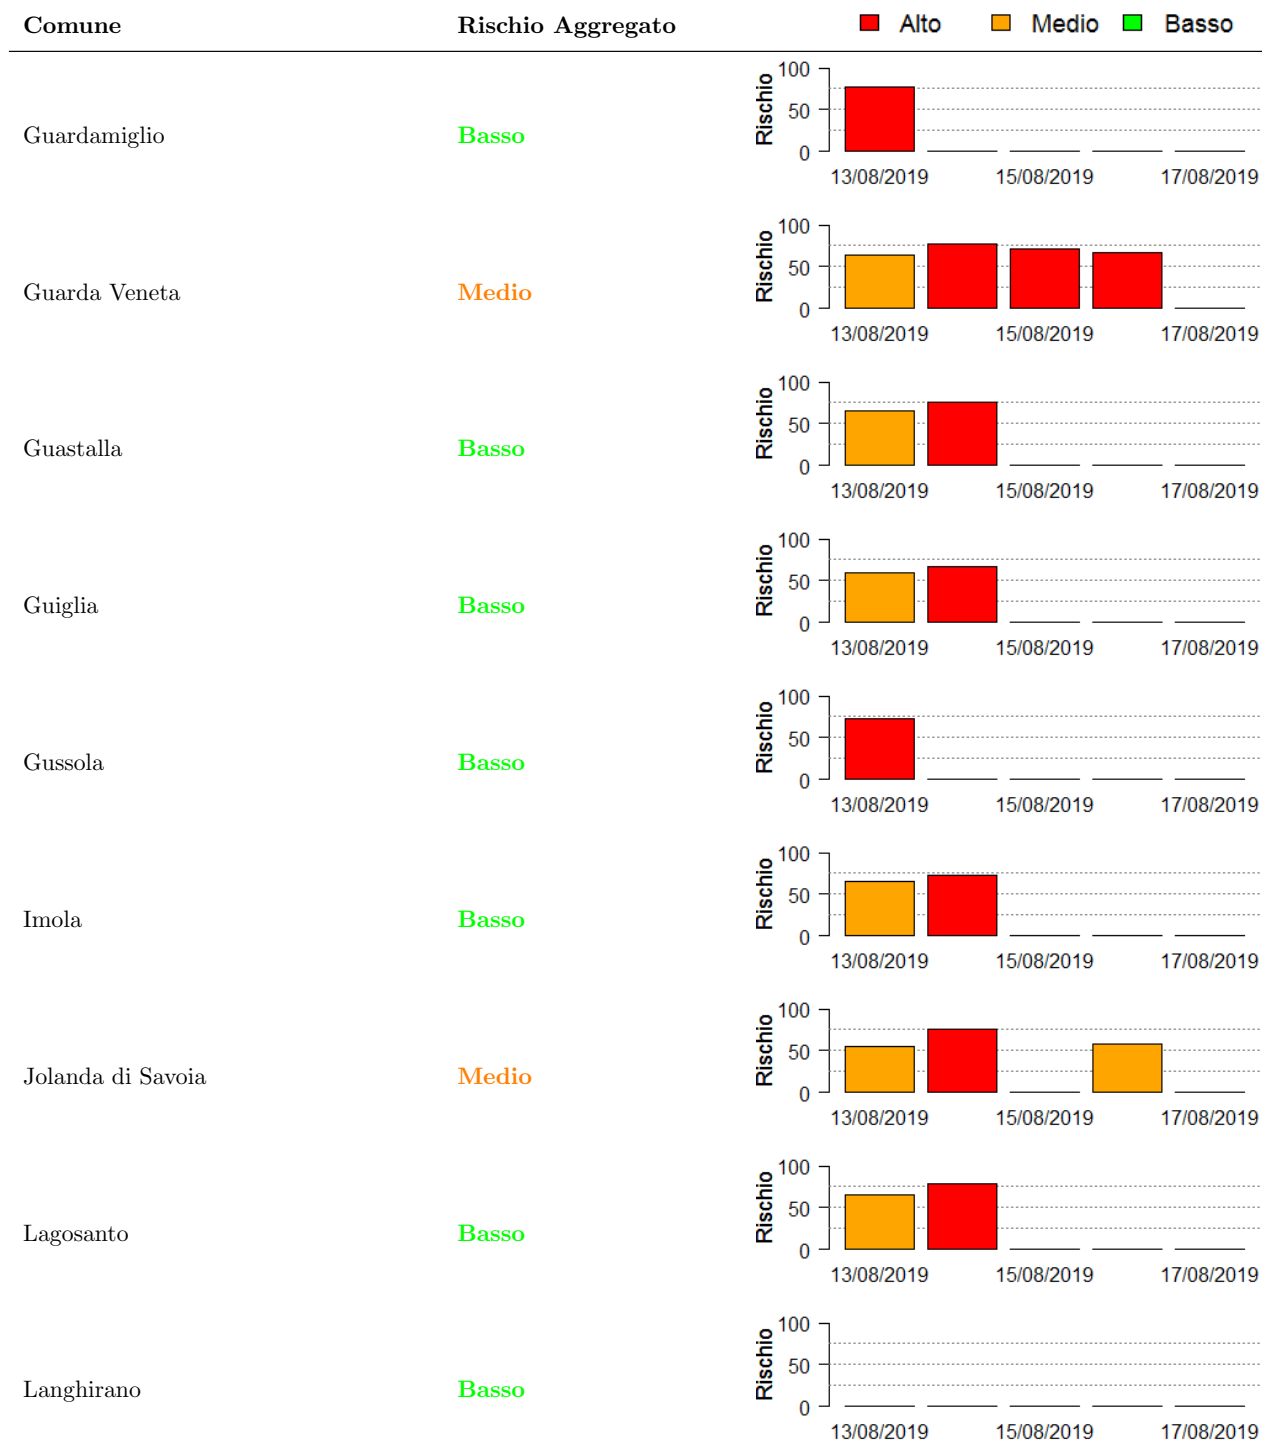 Comune Rischio Aggregato Alto Medio Basso
Guardamiglio Basso Rischio 100 50 0
13/08/2019 15/08/2019 17/08/2019
Guarda Veneta Medio Rischio 100 50 0
13/08/2019 15/08/2019 17/08/2019
Guastalla Basso Rischio 100 50 0
13/08/2019 15/08/2019 17/08/2019
Guiglia Basso Rischio 100 50 0
13/08/2019 15/08/2019 17/08/2019
Gussola Basso Rischio 100 50 0
13/08/2019 15/08/2019 17/08/2019
Imola Basso Rischio 100 50 0
13/08/2019 15/08/2019 17/08/2019
Jolanda di Savoia Medio Rischio 100 50 0
13/08/2019 15/08/2019 17/08/2019
Lagosanto Basso Rischio 100 50 0
13/08/2019 15/08/2019 17/08/2019
Langhirano Basso Rischio 100 50 0
13/08/2019 15/08/2019 17/08/2019